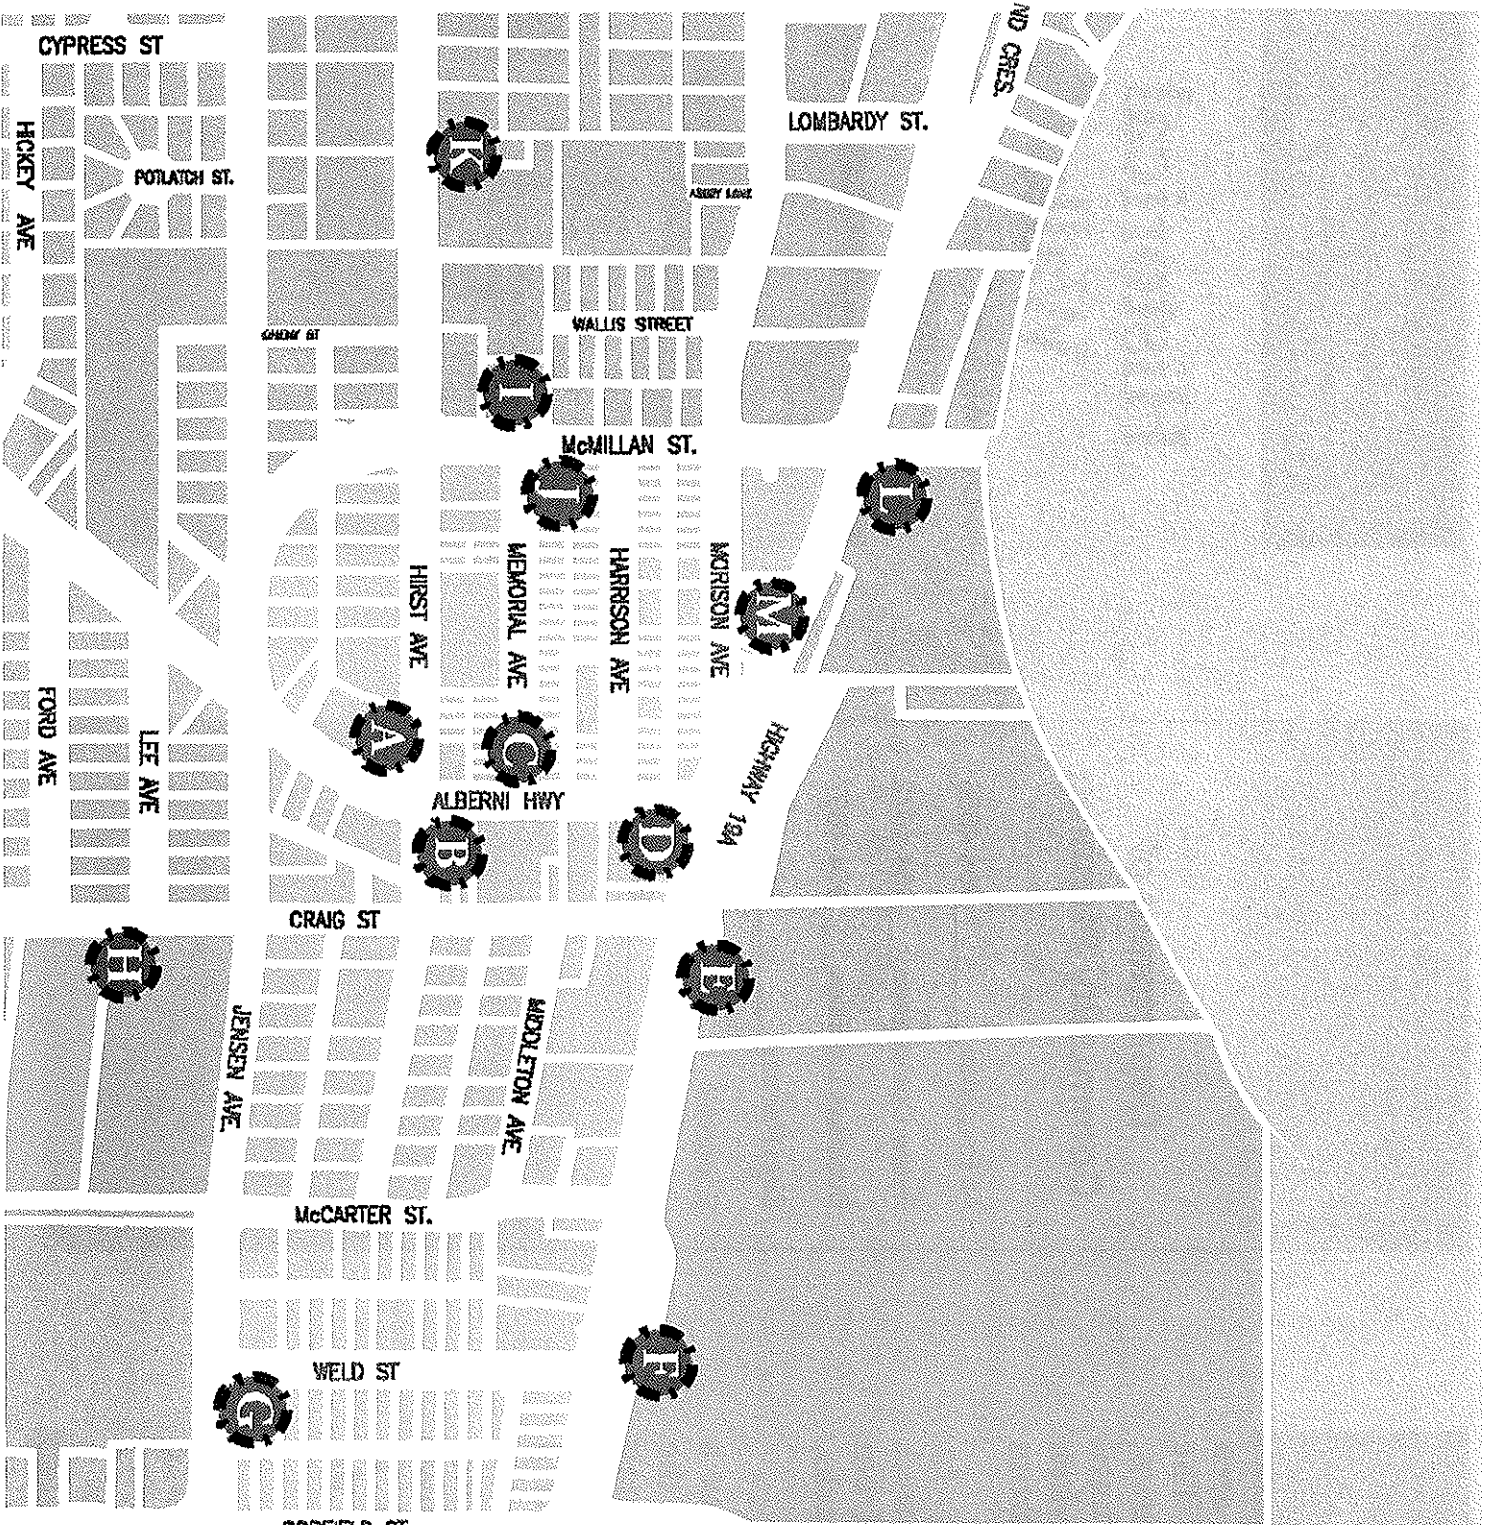 ND CRES.
CYPRESS ST
LOMBARDY ST.
HICKEY AVE
K
POTLATCH ST.
WALLIS STREET
I
McMILLAN ST.
J
L
HIRST AVE
MEMORIAL AVE
HARRISON AVE
MORISON AVE
M
FORD AVE
LEE AVE
A
C
HIGHWAY 19A
ALBERNI HWY
B
D
CRAIG ST
H
E
JENSEN AVE.
MIDDLETON AVE.
McCARTER ST.
WELD ST
F
G